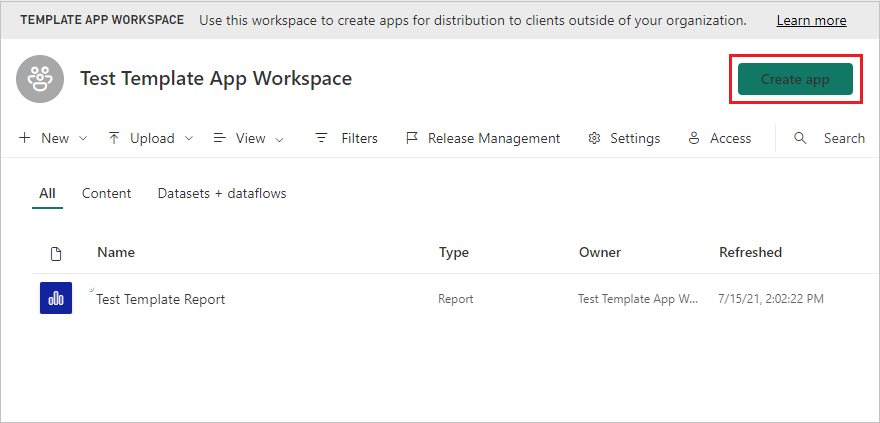 TEMPLATE APP WORKSPACE Use this workspace to create apps for distribution to clients outside of your organization. Learn more
Test Template App Workspace Create app
New Upload View Filters Release Management Settings Access Search
All Content Datasets + dataflows
Name Type Owner Refreshed
Test Template Report Report Test Template App W... 7/15/21, 2:02:22 PM